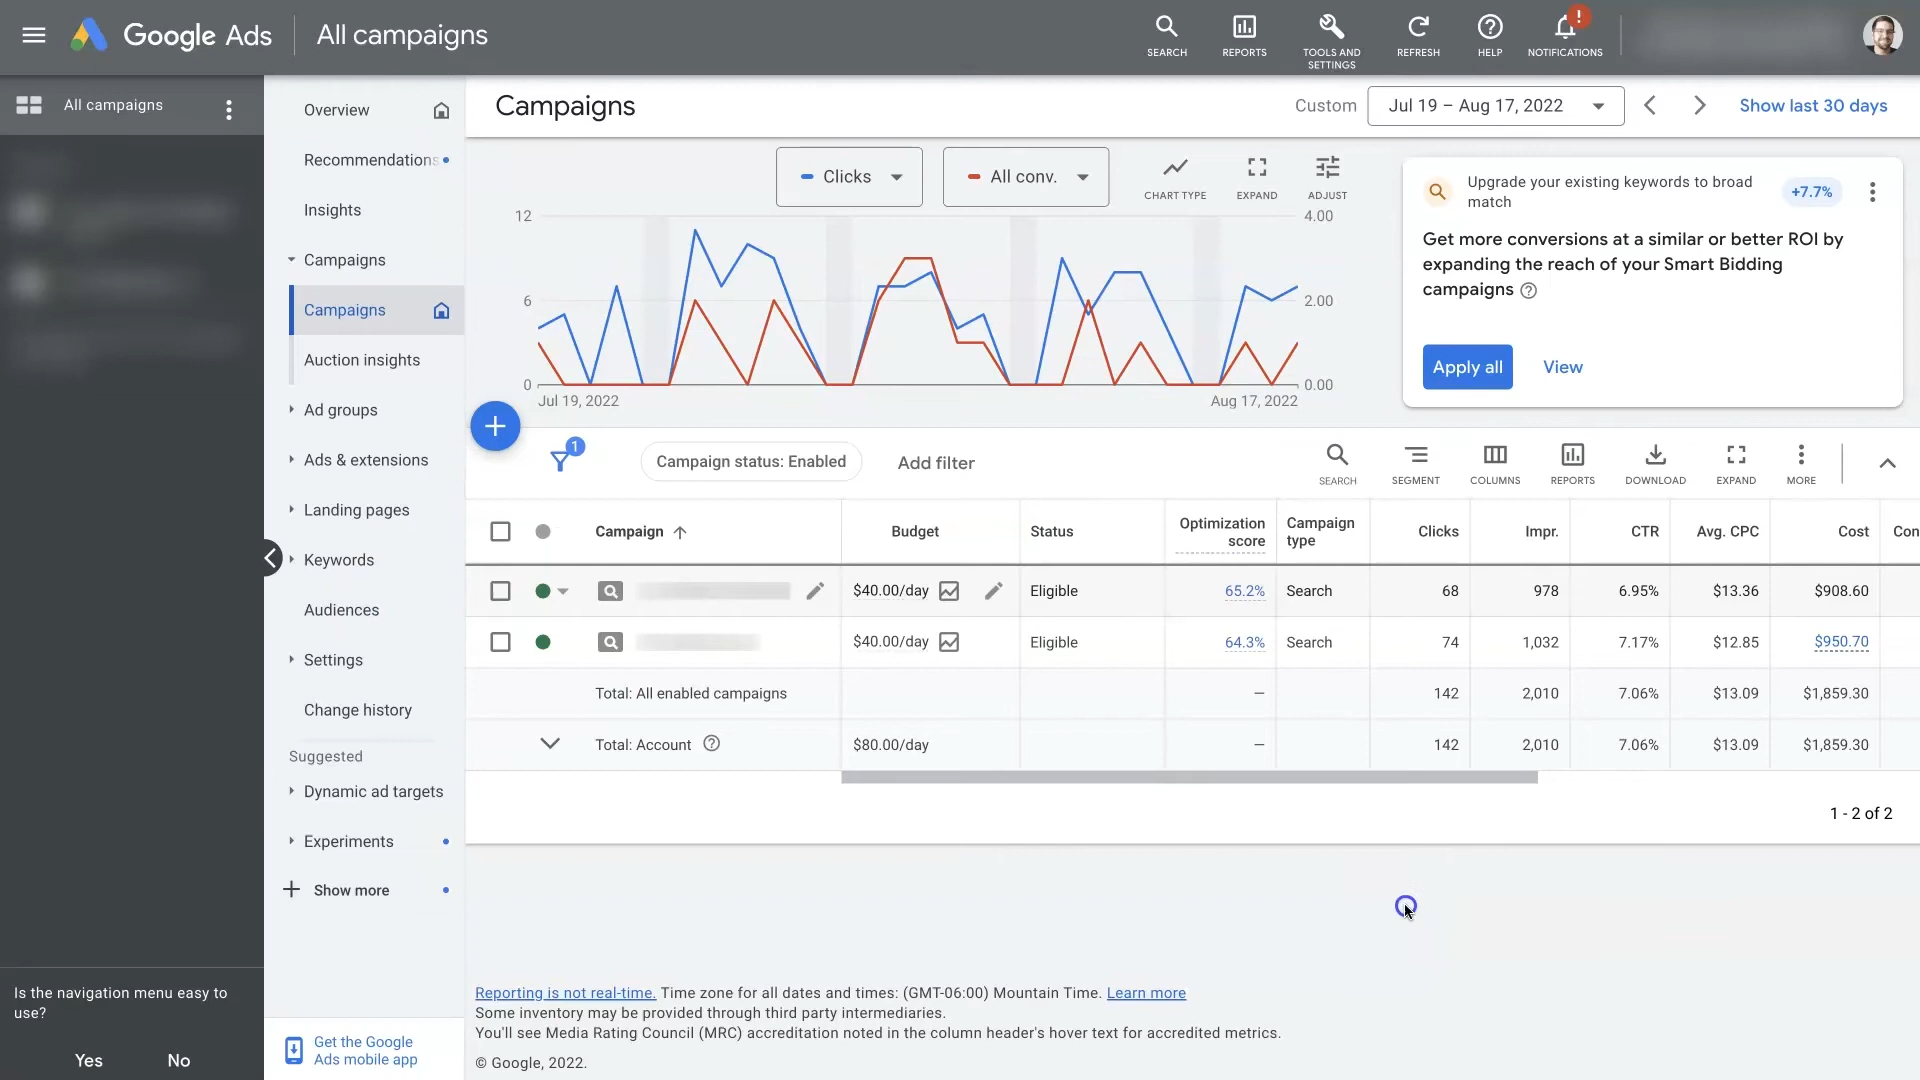 Google Ads
All campaigns
SEARCH
REPORTS
TOOLS AND
SETTINGS
REFRESH
HELP
!
NOTIFICATIONS
All campaigns
Overview
Recommendations
Insights
Campaigns
Campaigns
Auction insights
Ad groups
Ads & extensions
Landing pages
Keywords
Audiences
Settings
Change history
Suggested
Dynamic ad targets
Experiments
Show more
Get the Google
Ads mobile app
Is the navigation menu easy to
use?
Yes
No
Campaigns
Custom
Jul 19 – Aug 17, 2022
Show last 30 days
Clicks
All conv.
CHART TYPE
EXPAND
ADJUST
12
6
0
4.00
2.00
0.00
Jul 19, 2022
Aug 17, 2022
Upgrade your existing keywords to broad
match
+7.7%
Get more conversions at a similar or better ROI by
expanding the reach of your Smart Bidding
campaigns
Apply all
View
1
Campaign status: Enabled
Add filter
SEARCH
SEGMENT
COLUMNS
REPORTS
DOWNLOAD
EXPAND
MORE
Campaign Budget Status Optimization score Campaign type Clicks Impr. CTR Avg. CPC Cost Con
$40.00/day Eligible 65.2% Search 68 978 6.95% $13.36 $908.60
$40.00/day Eligible 64.3% Search 74 1,032 7.17% $12.85 $950.70
Total: All enabled campaigns – 142 2,010 7.06% $13.09 $1,859.30
Total: Account $80.00/day – 142 2,010 7.06% $13.09 $1,859.30
1 - 2 of 2
Reporting is not real-time. Time zone for all dates and times: (GMT-06:00) Mountain Time. Learn more
Some inventory may be provided through third party intermediaries.
You'll see Media Rating Council (MRC) accreditation noted in the column header's hover text for accredited metrics.
© Google, 2022.